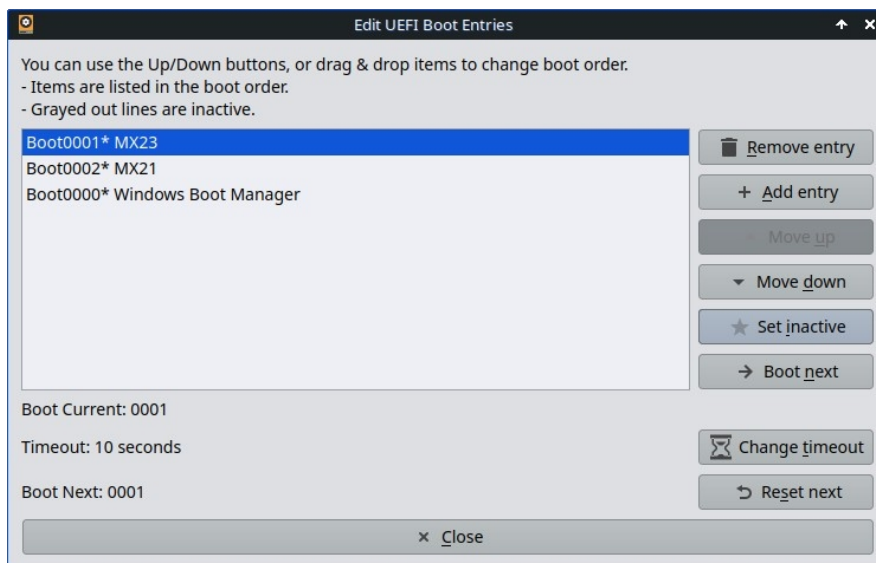 Edit UEFI Boot Entries
You can use the Up/Down buttons, or drag & drop items to change boot order.
- Items are listed in the boot order.
- Grayed out lines are inactive.
Boot0001* MX23
Boot0002* MX21
Boot0000* Windows Boot Manager
Remove entry
+ Add entry
Move up
Move down
Set inactive
Boot next
Boot Current: 0001
Timeout: 10 seconds
Change timeout
Boot Next: 0001
Reset next
Close